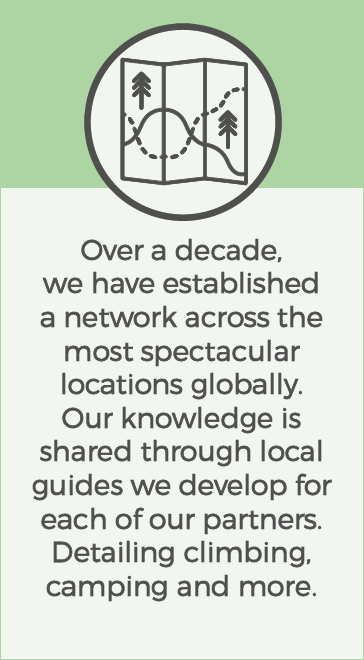 Over a decade,
we have established
a network across the
most spectacular
locations globally.
Our knowledge is
shared through local
guides we develop for
each of our partners.
Detailing climbing,
camping and more.